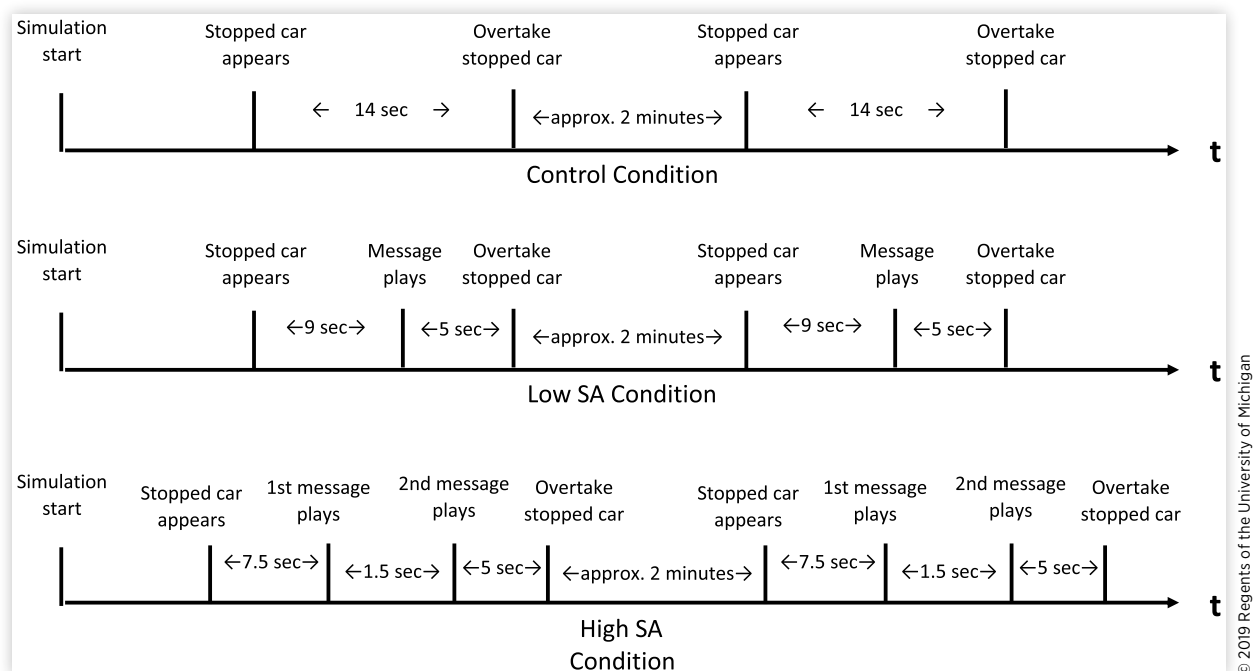 Simulation
start
Stopped car
appears
Overtake
stopped car
Stopped car
appears
Overtake
stopped car
← 14 sec →
←approx. 2 minutes→
← 14 sec →
t
Control Condition
Simulation
start
Stopped car
appears
Message
plays
Overtake
stopped car
Stopped car
appears
Message
plays
Overtake
stopped car
←9 sec→
←5 sec→
←approx. 2 minutes→
←9 sec→
←5 sec→
t
Low SA Condition
Simulation
start
Stopped car
appears
1st message
plays
2nd message
plays
Overtake
stopped car
Stopped car
appears
1st message
plays
2nd message
plays
Overtake
stopped car
←7.5 sec→
←1.5 sec→
←5 sec→
←approx. 2 minutes→
←7.5 sec→
←1.5 sec→
←5 sec→
t
High SA
Condition
© 2019 Regents of the University of Michigan